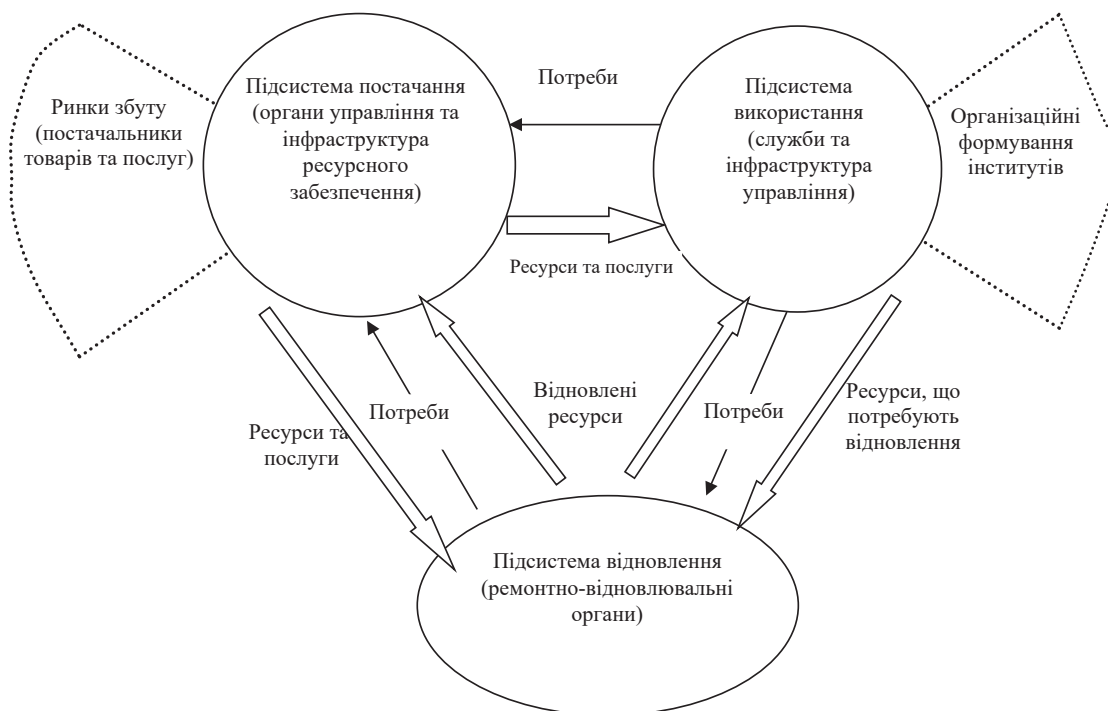 Ринки збуту
(постачальники
товарів та послуг)
Підсистема постачання
(органи управління та
інфраструктура
ресурсного
забезпечення)
Потреби
Підсистема
використання
(служби та
інфраструктура
управління)
Організаційні
формування
інститутів
Ресурси та послуги
Ресурси та
послуги
Потреби
Відновлені
ресурси
Потреби
Ресурси, що
потребують
відновлення
Підсистема відновлення
(ремонтно-відновлювальні
органи)